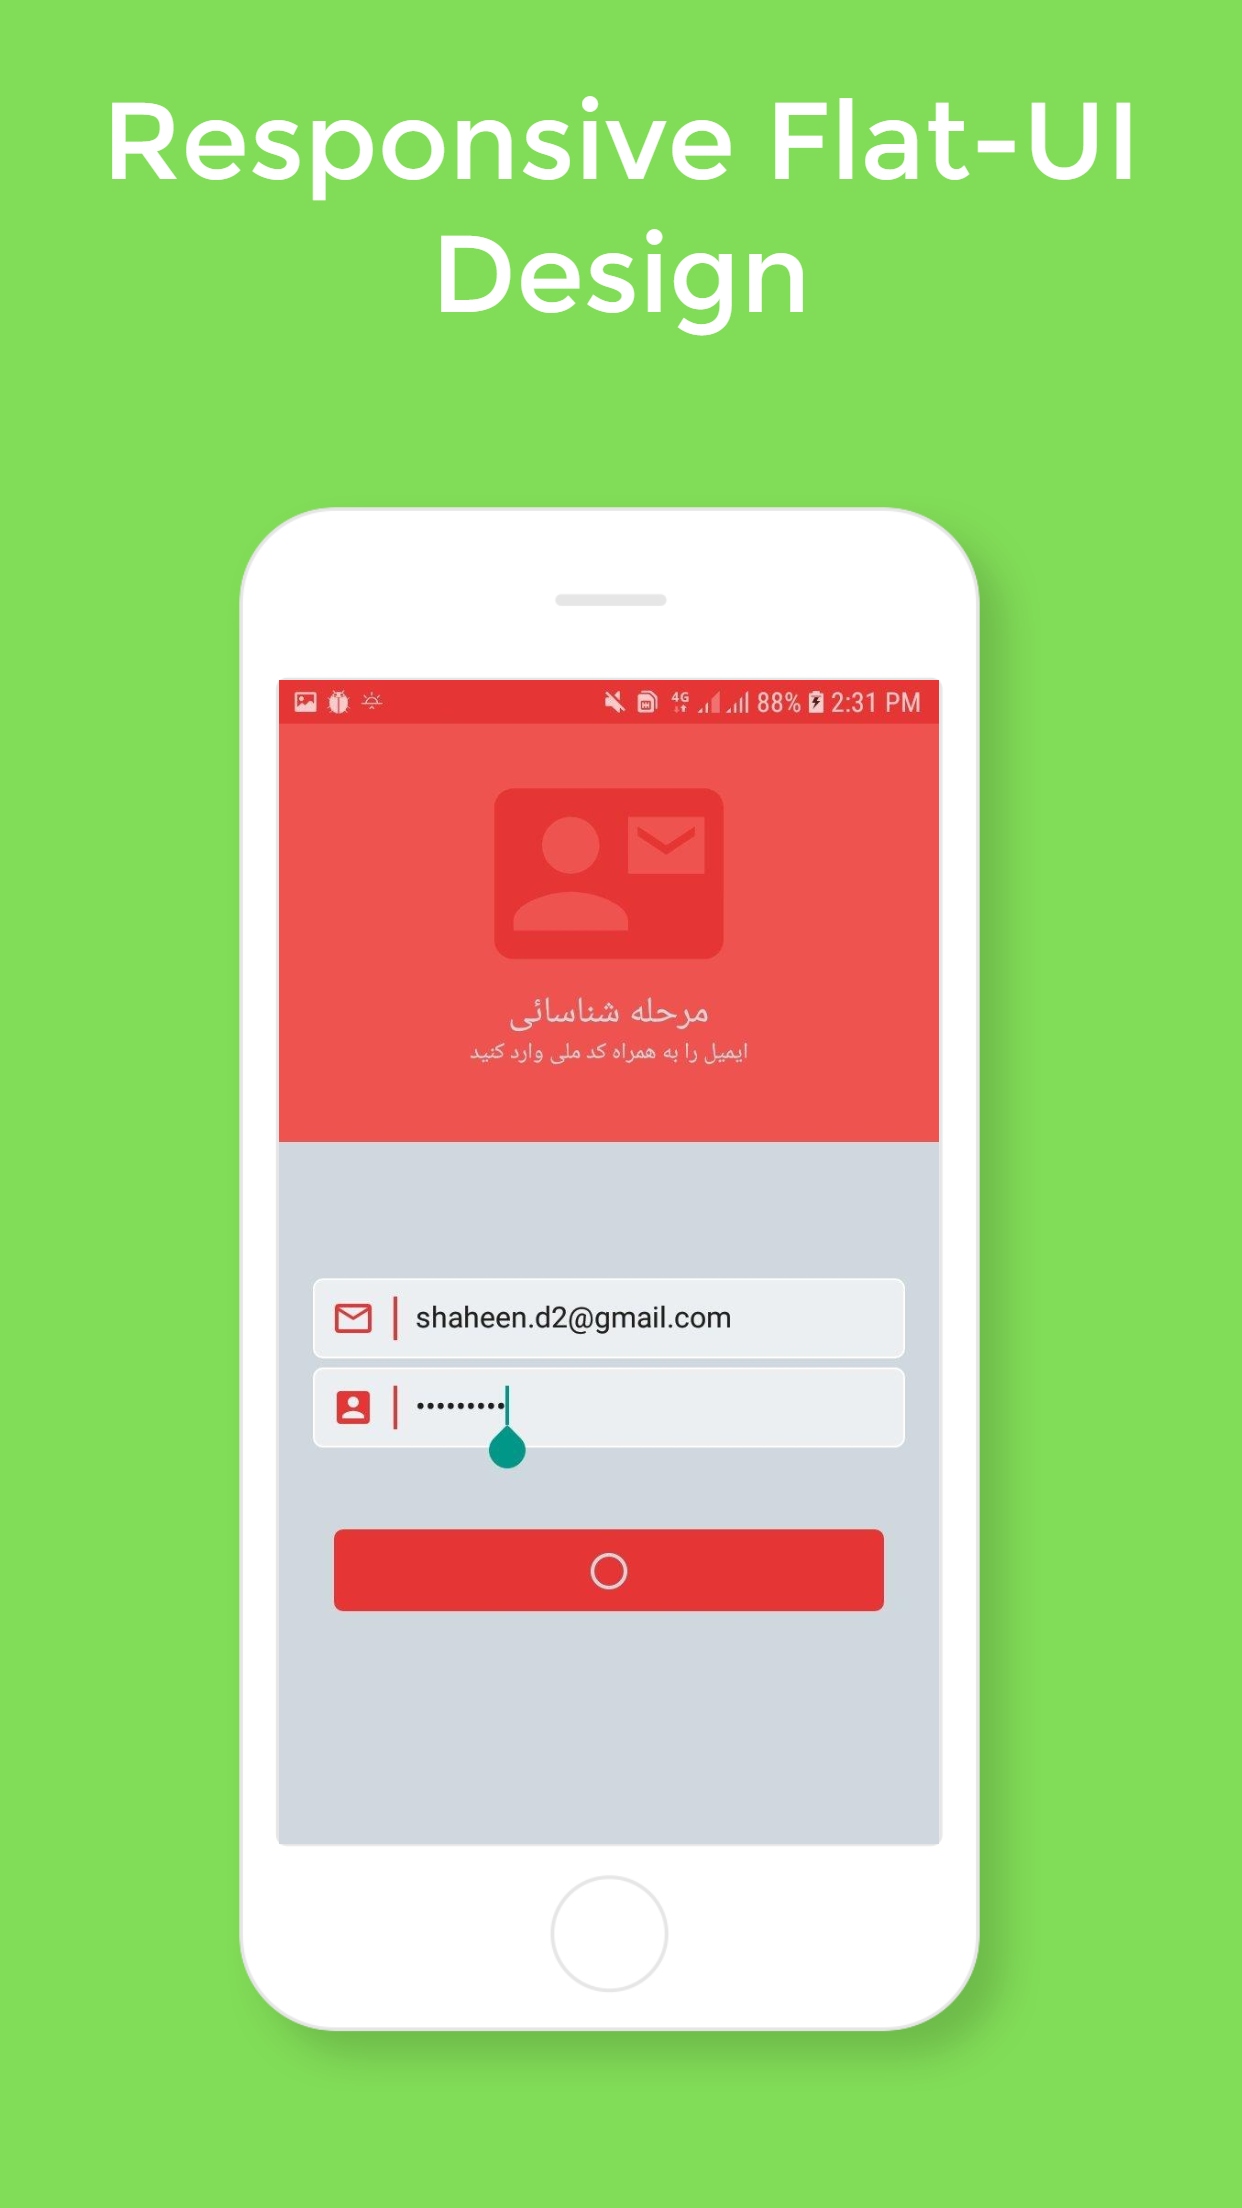 Responsive Flat-UI
Design
4G 88% 2:31 PM
مرحله شناسائی
ایمیل را به همراه کد ملی وارد کنید
shaheen.d2@gmail.com
•••••••••